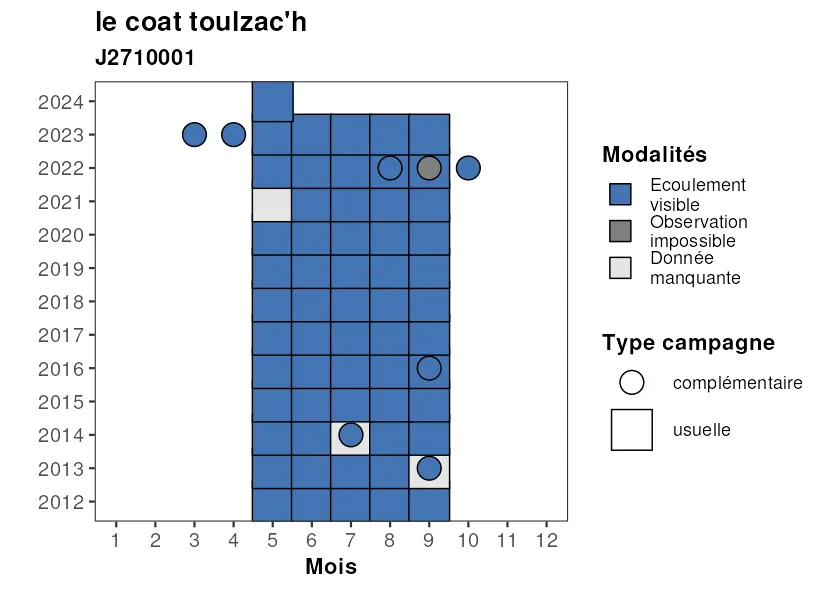 le coat toulzac'h
J2710001
2024
2023
2022
2021
2020
2019
2018
2017
2016
2015
2014
2013
2012
1 2 3 4 5 6 7 8 9 10 11 12
Mois
Modalités
Ecoulement
visible
Observation
impossible
Donnée
manquante
Type campagne
complémentaire
usuelle